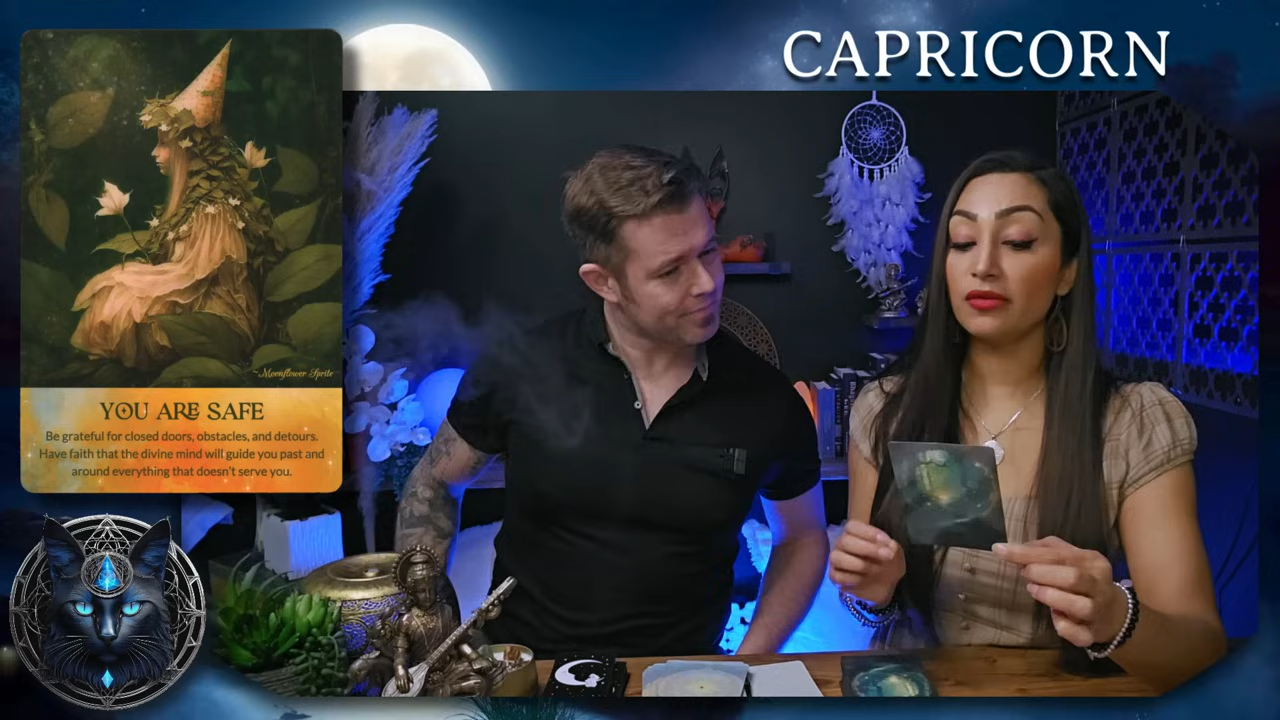 CAPRICORN
~Moonflower Sprite~
YOU ARE SAFE
Be grateful for closed doors, obstacles, and detours.
Have faith that the divine mind will guide you past and
around everything that doesn't serve you.